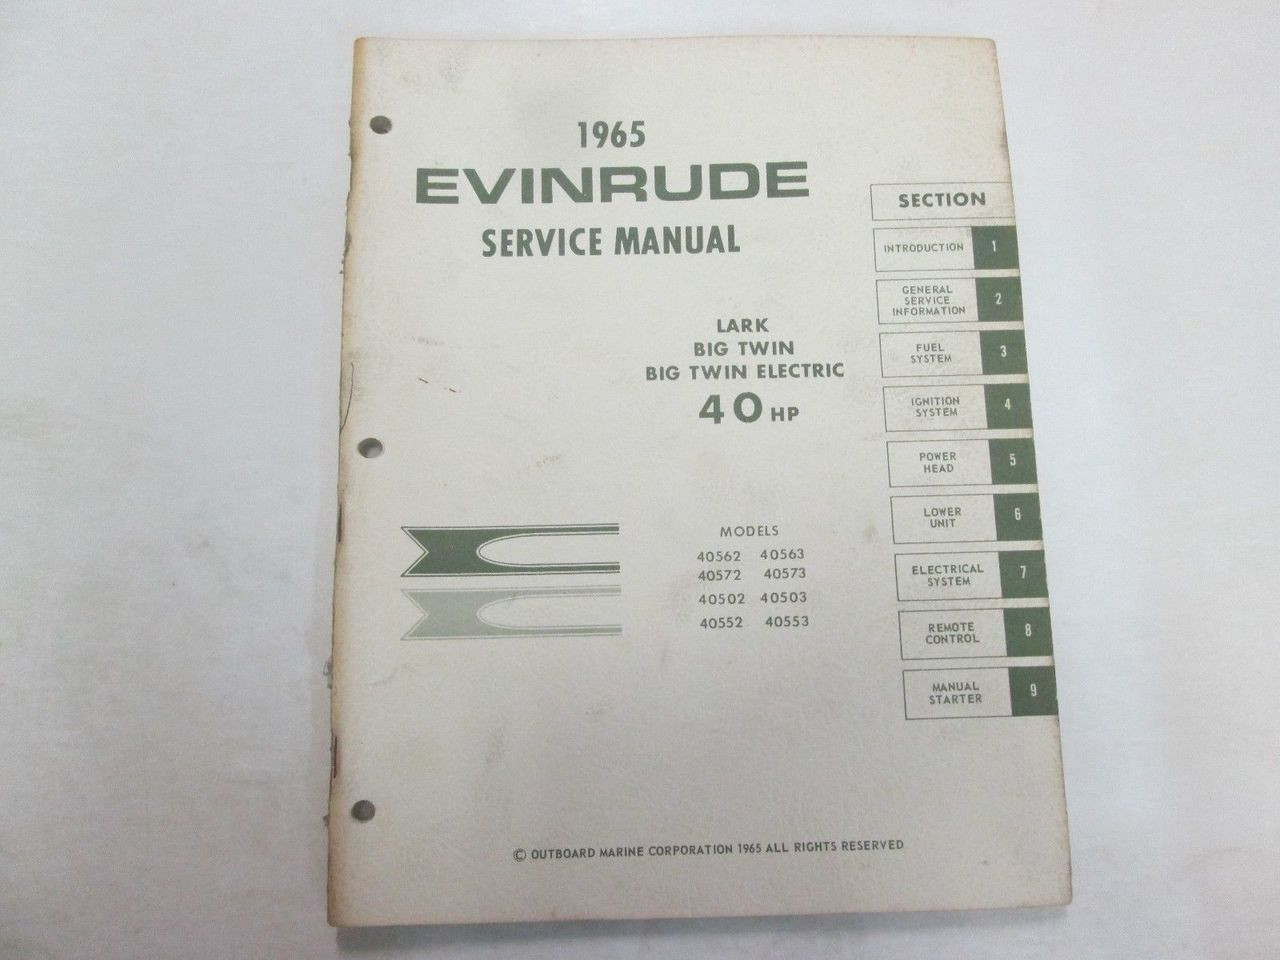 1965
EVINRUDE
SERVICE MANUAL
LARK
BIG TWIN
BIG TWIN ELECTRIC
40 HP
MODELS
40562 40563
40572 40573
40502 40503
40552 40553
SECTION
INTRODUCTION 1
GENERAL
SERVICE
INFORMATION
2
FUEL
SYSTEM
3
IGNITION
SYSTEM
4
POWER
HEAD
5
LOWER
UNIT
6
ELECTRICAL
SYSTEM
7
REMOTE
CONTROL
8
MANUAL
STARTER
9
© OUTBOARD MARINE CORPORATION 1965 ALL RIGHTS RESERVED